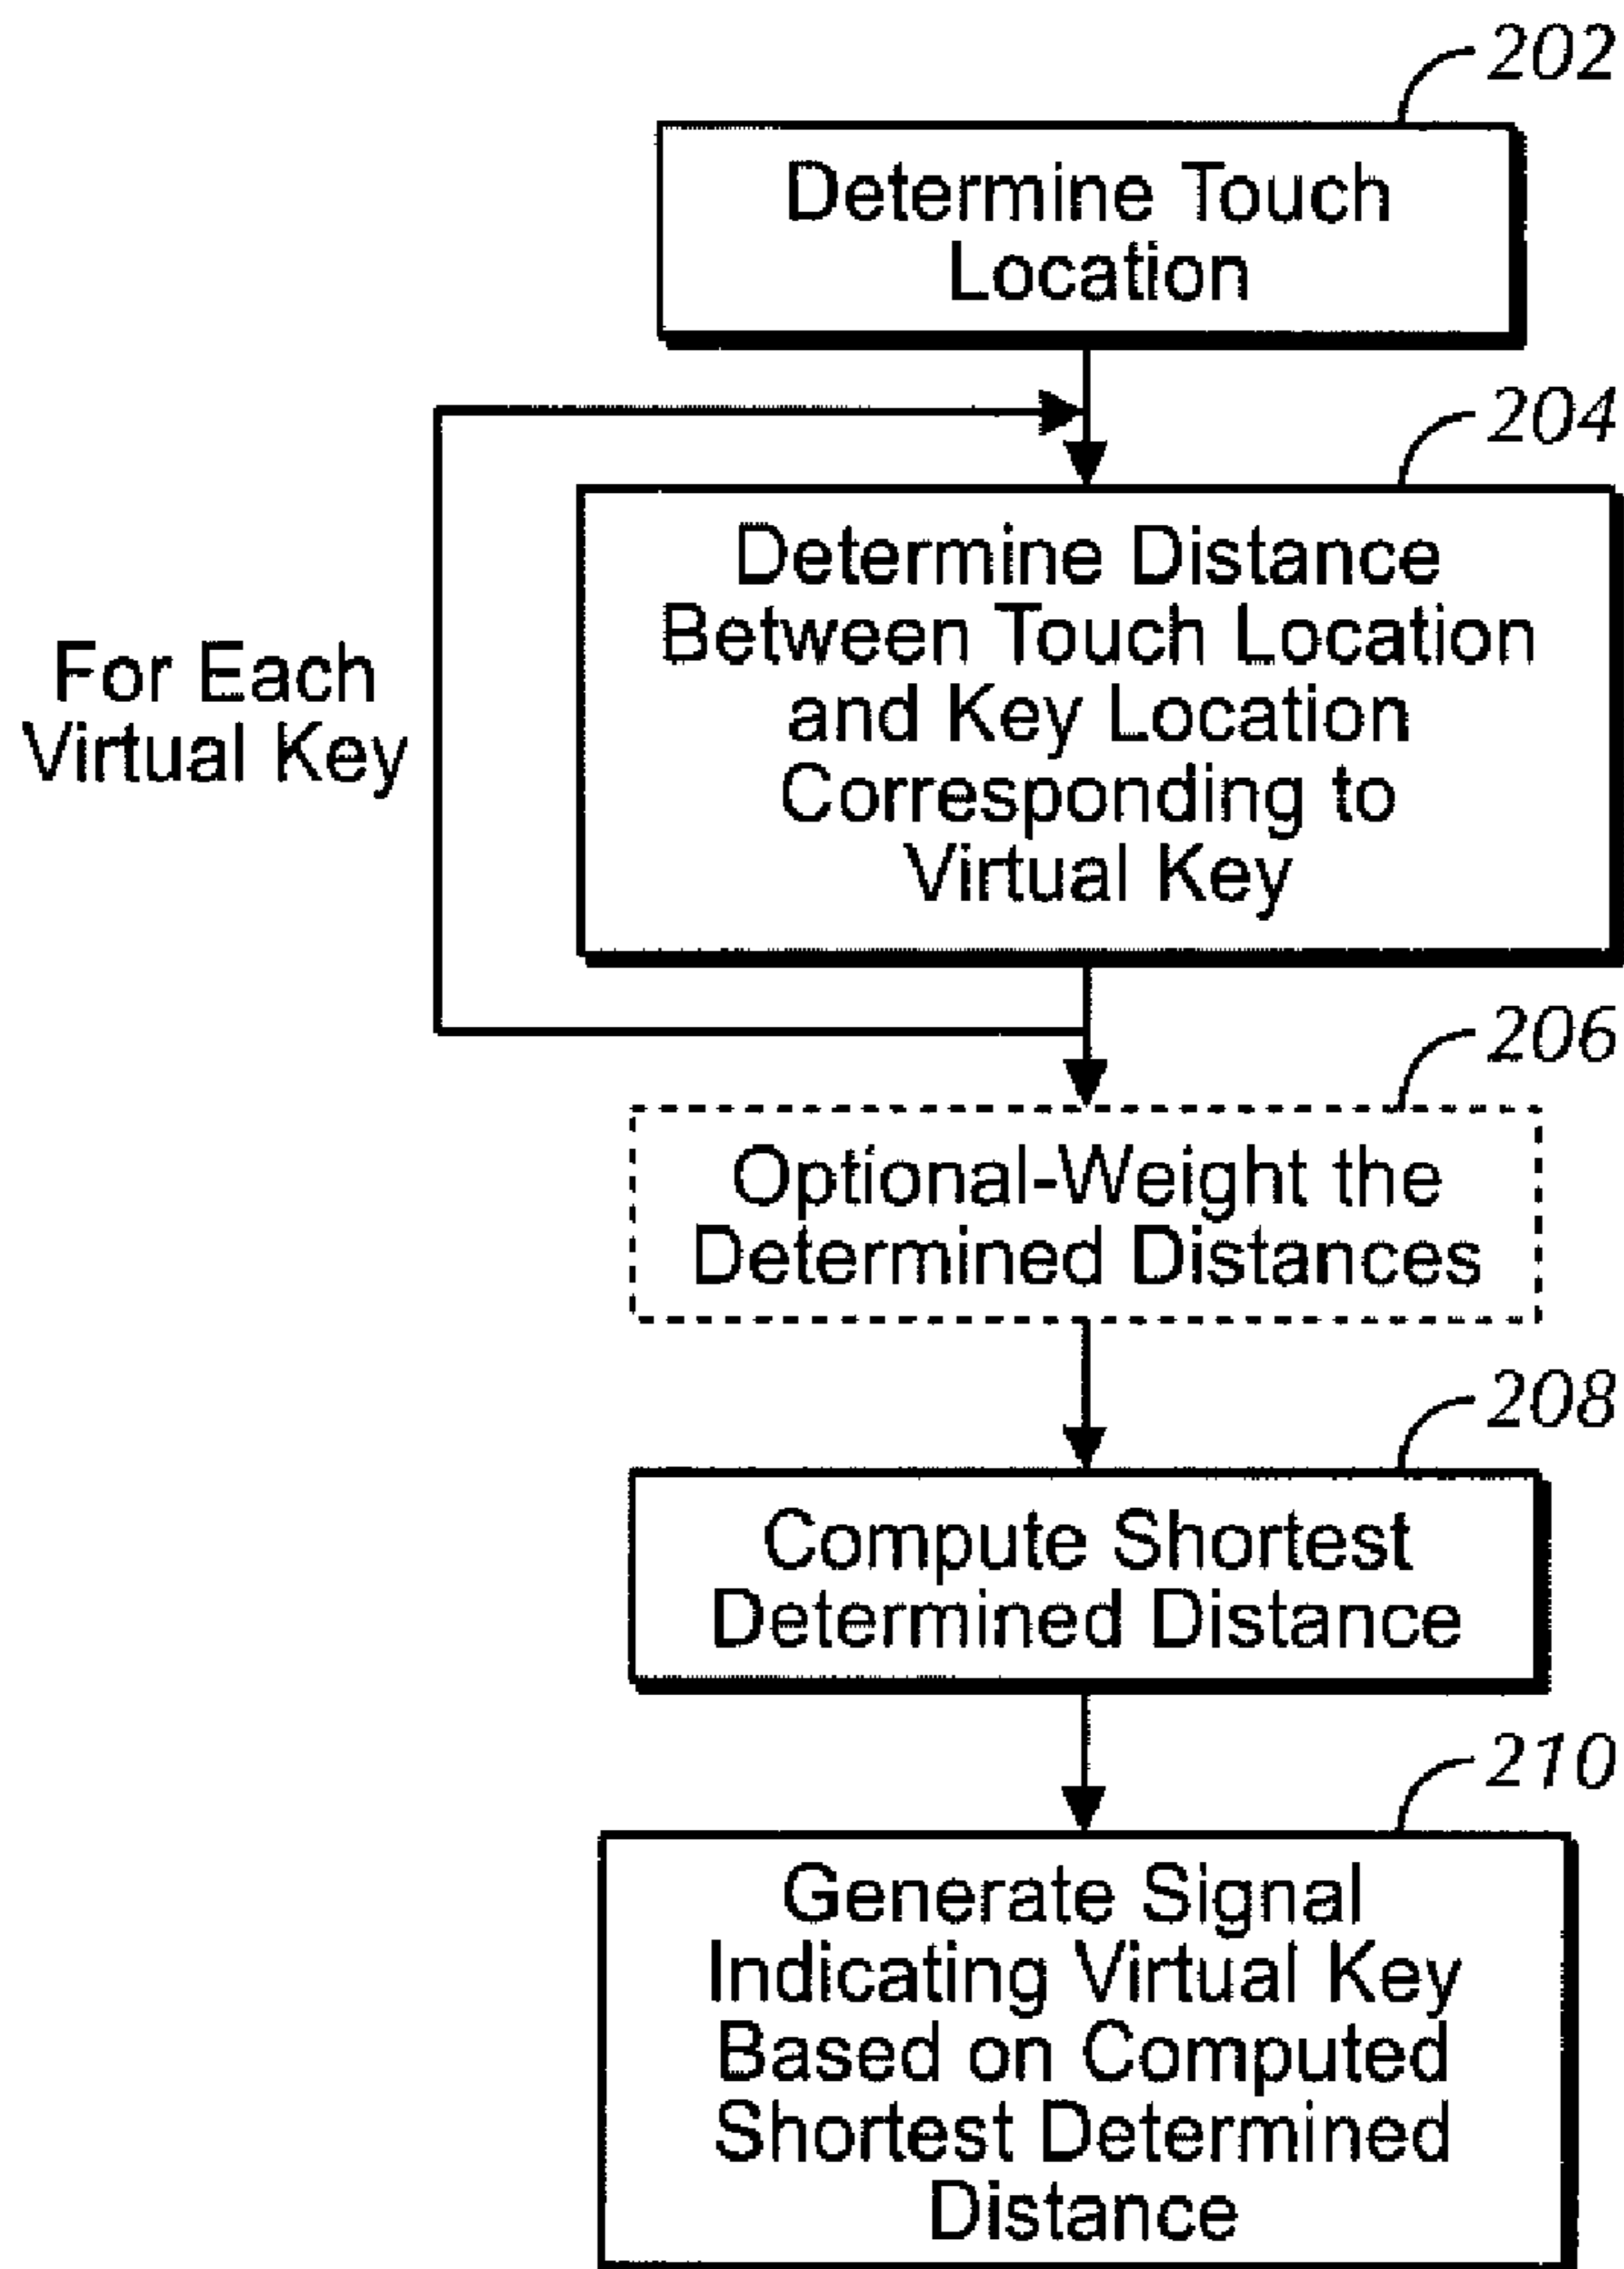 202
Determine Touch
Location
204
Determine Distance
Between Touch Location
and Key Location
Corresponding to
Virtual Key
For Each
Virtual Key
206
Optional-Weight the
Determined Distances
208
Compute Shortest
Determined Distance
210
Generate Signal
Indicating Virtual Key
Based on Computed
Shortest Determined
Distance